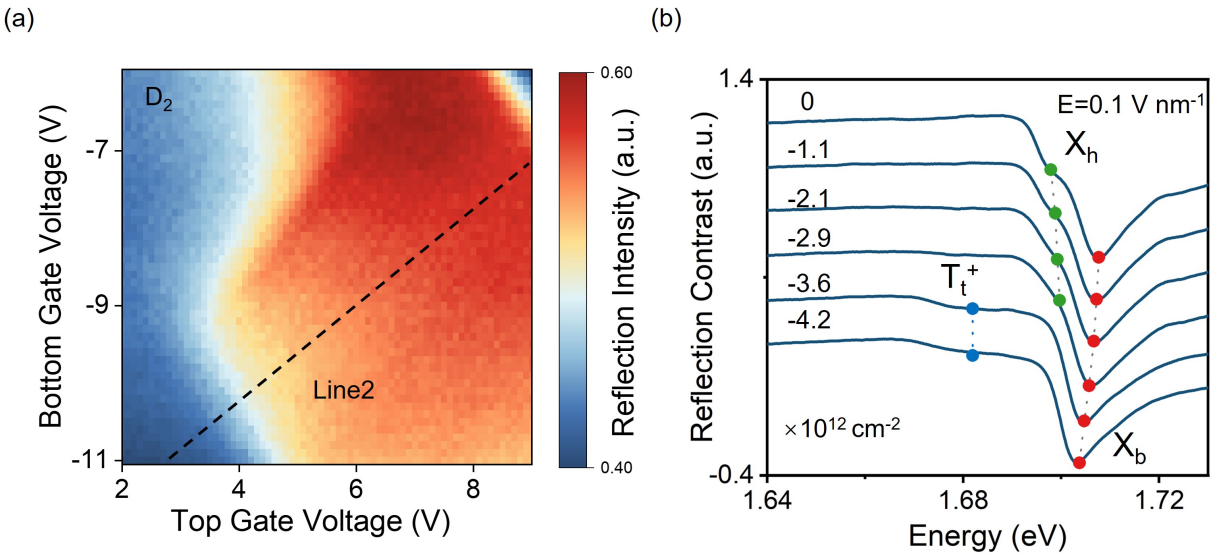 (a)
D2
Line2
Bottom Gate Voltage (V)
-7
-9
-11
2 4 6 8
Top Gate Voltage (V)
0.60
0.40
Reflection Intensity (a.u.)
(b)
1.4
-0.4
Reflection Contrast (a.u.)
0
E=0.1 V nm-1
Xh
-1.1
-2.1
-2.9
Tt+
-3.6
-4.2
×1012 cm-2
Xb
1.64 1.68 1.72
Energy (eV)